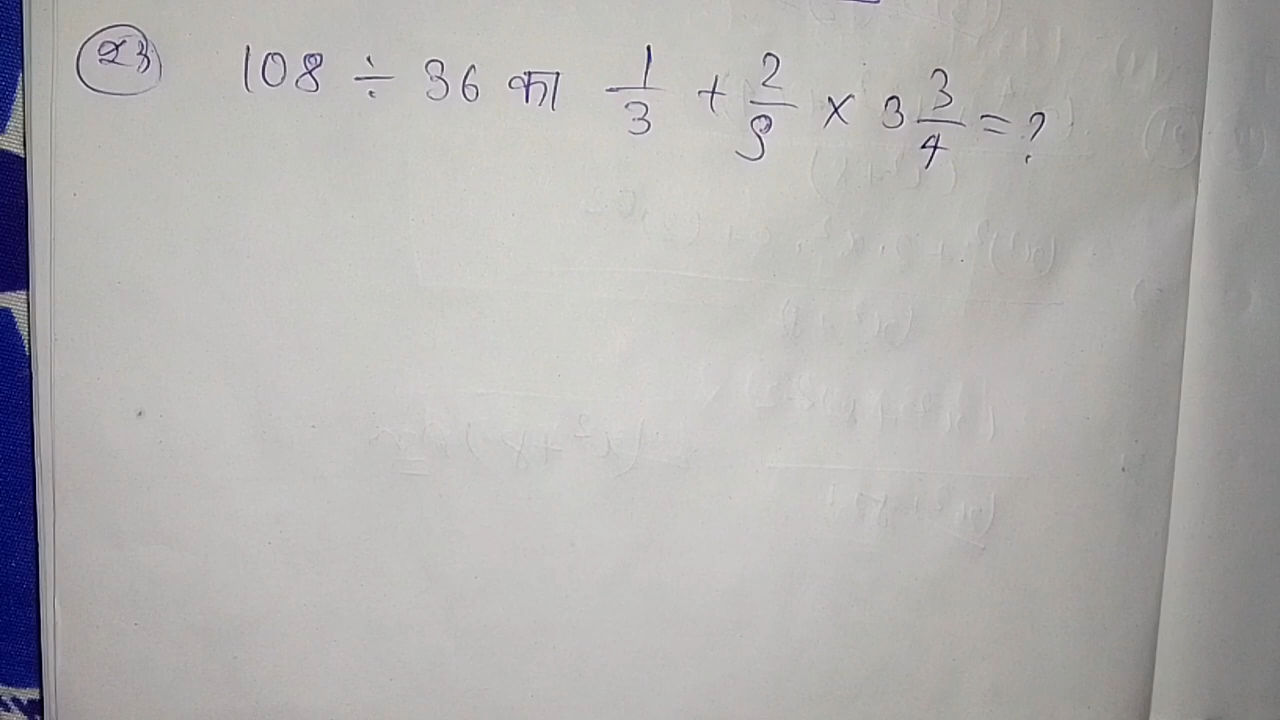 23 108 ÷ 36 का 1/3 + 2/9 × 3 3/4 = ?